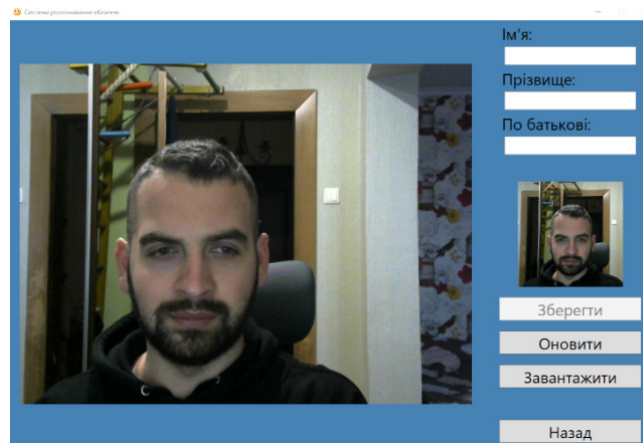 Система розпізнавання обличчя
Ім'я:
Прізвище:
По батькові:
Зберегти
Оновити
Завантажити
Назад